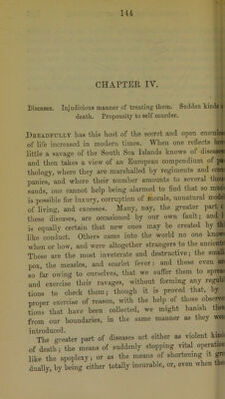 144
CHAPTER IV.
Diseases. Injudicious manner of treating them. Sudden kinds
death. Propensity to self murder.
DREADFULLY has this host of the secret and open enemies
of life increased in modern times. When one reflects how
little a savage of the South Sea Islands knows of diseases
and then takes a view of an European compendium of pa-
thology, where they are marshalled by regiments and com-
panies, and where their number amounts to several thou-
sands, one cannot help being alarmed to find that so much
is possible for luxury, corruption of morals, unnatural modes
of living, and excesses. Many, nay, the greater part
these diseases, are occasioned by our own fault; and,
is equally certain that new ones may be created by the
like conduct. Others came into the world no one knows
when or how, and were altogether strangers to the ancients
These are the most inveterate and destructive; the small
pox, the measles, and scarlet fever: and these even are
so far owing to ourselves, that we suffer them to spread
and exercise their ravages, without forming any regula
tions to check them; though it is proved that, by
proper exercise of reason, with the help of those observa
tions that have been collected, we might banish them
from our boundaries, in the same manner as they were
introduced.
The greater part of diseases act either as violent kinds
of death; the means of suddenly stopping vital operation
like the apoplexy; or as the means of shortening it gra
dually, by being either totally incurable, or, even when the